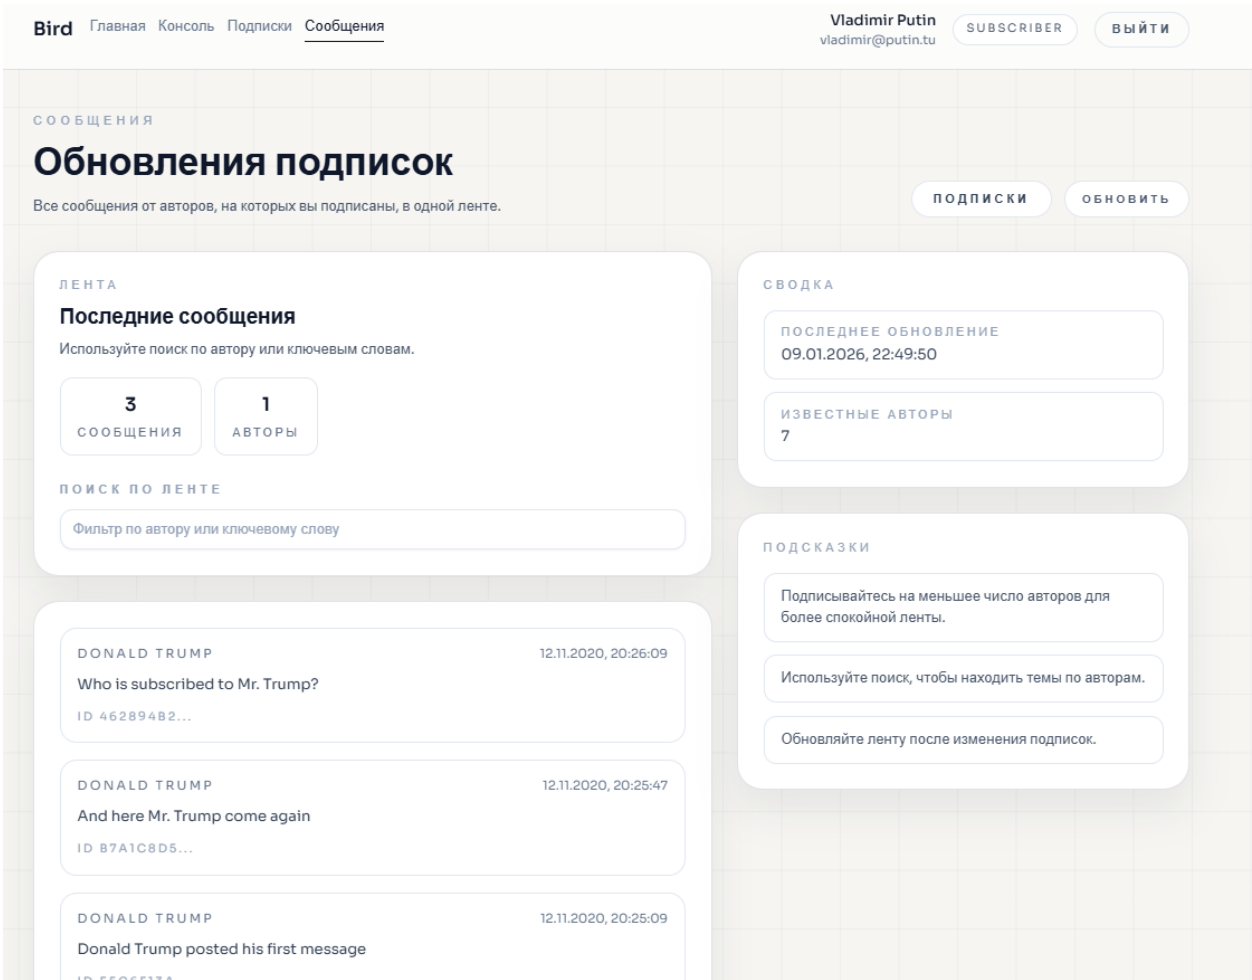 Bird
Главная
Консоль
Подписки
Сообщения
Vladimir Putin
vladimir@putin.tu
SUBSCRIBER
ВЫЙТИ
СООБЩЕНИЯ
Обновления подписок
Все сообщения от авторов, на которых вы подписаны, в одной ленте.
ПОДПИСКИ
ОБНОВИТЬ
ЛЕНТА
Последние сообщения
Используйте поиск по автору или ключевым словам.
3
СООБЩЕНИЯ
1
АВТОРЫ
ПОИСК ПО ЛЕНТЕ
Фильтр по автору или ключевому слову
DONALD TRUMP
12.11.2020, 20:26:09
Who is subscribed to Mr. Trump?
ID 462894B2...
DONALD TRUMP
12.11.2020, 20:25:47
And here Mr. Trump come again
ID B7A1C8D5...
DONALD TRUMP
12.11.2020, 20:25:09
Donald Trump posted his first message
СВОДКА
ПОСЛЕДНЕЕ ОБНОВЛЕНИЕ
09.01.2026, 22:49:50
ИЗВЕСТНЫЕ АВТОРЫ
7
ПОДСКАЗКИ
Подписывайтесь на меньшее число авторов для
более спокойной ленты.
Используйте поиск, чтобы находить темы по авторам.
Обновляйте ленту после изменения подписок.